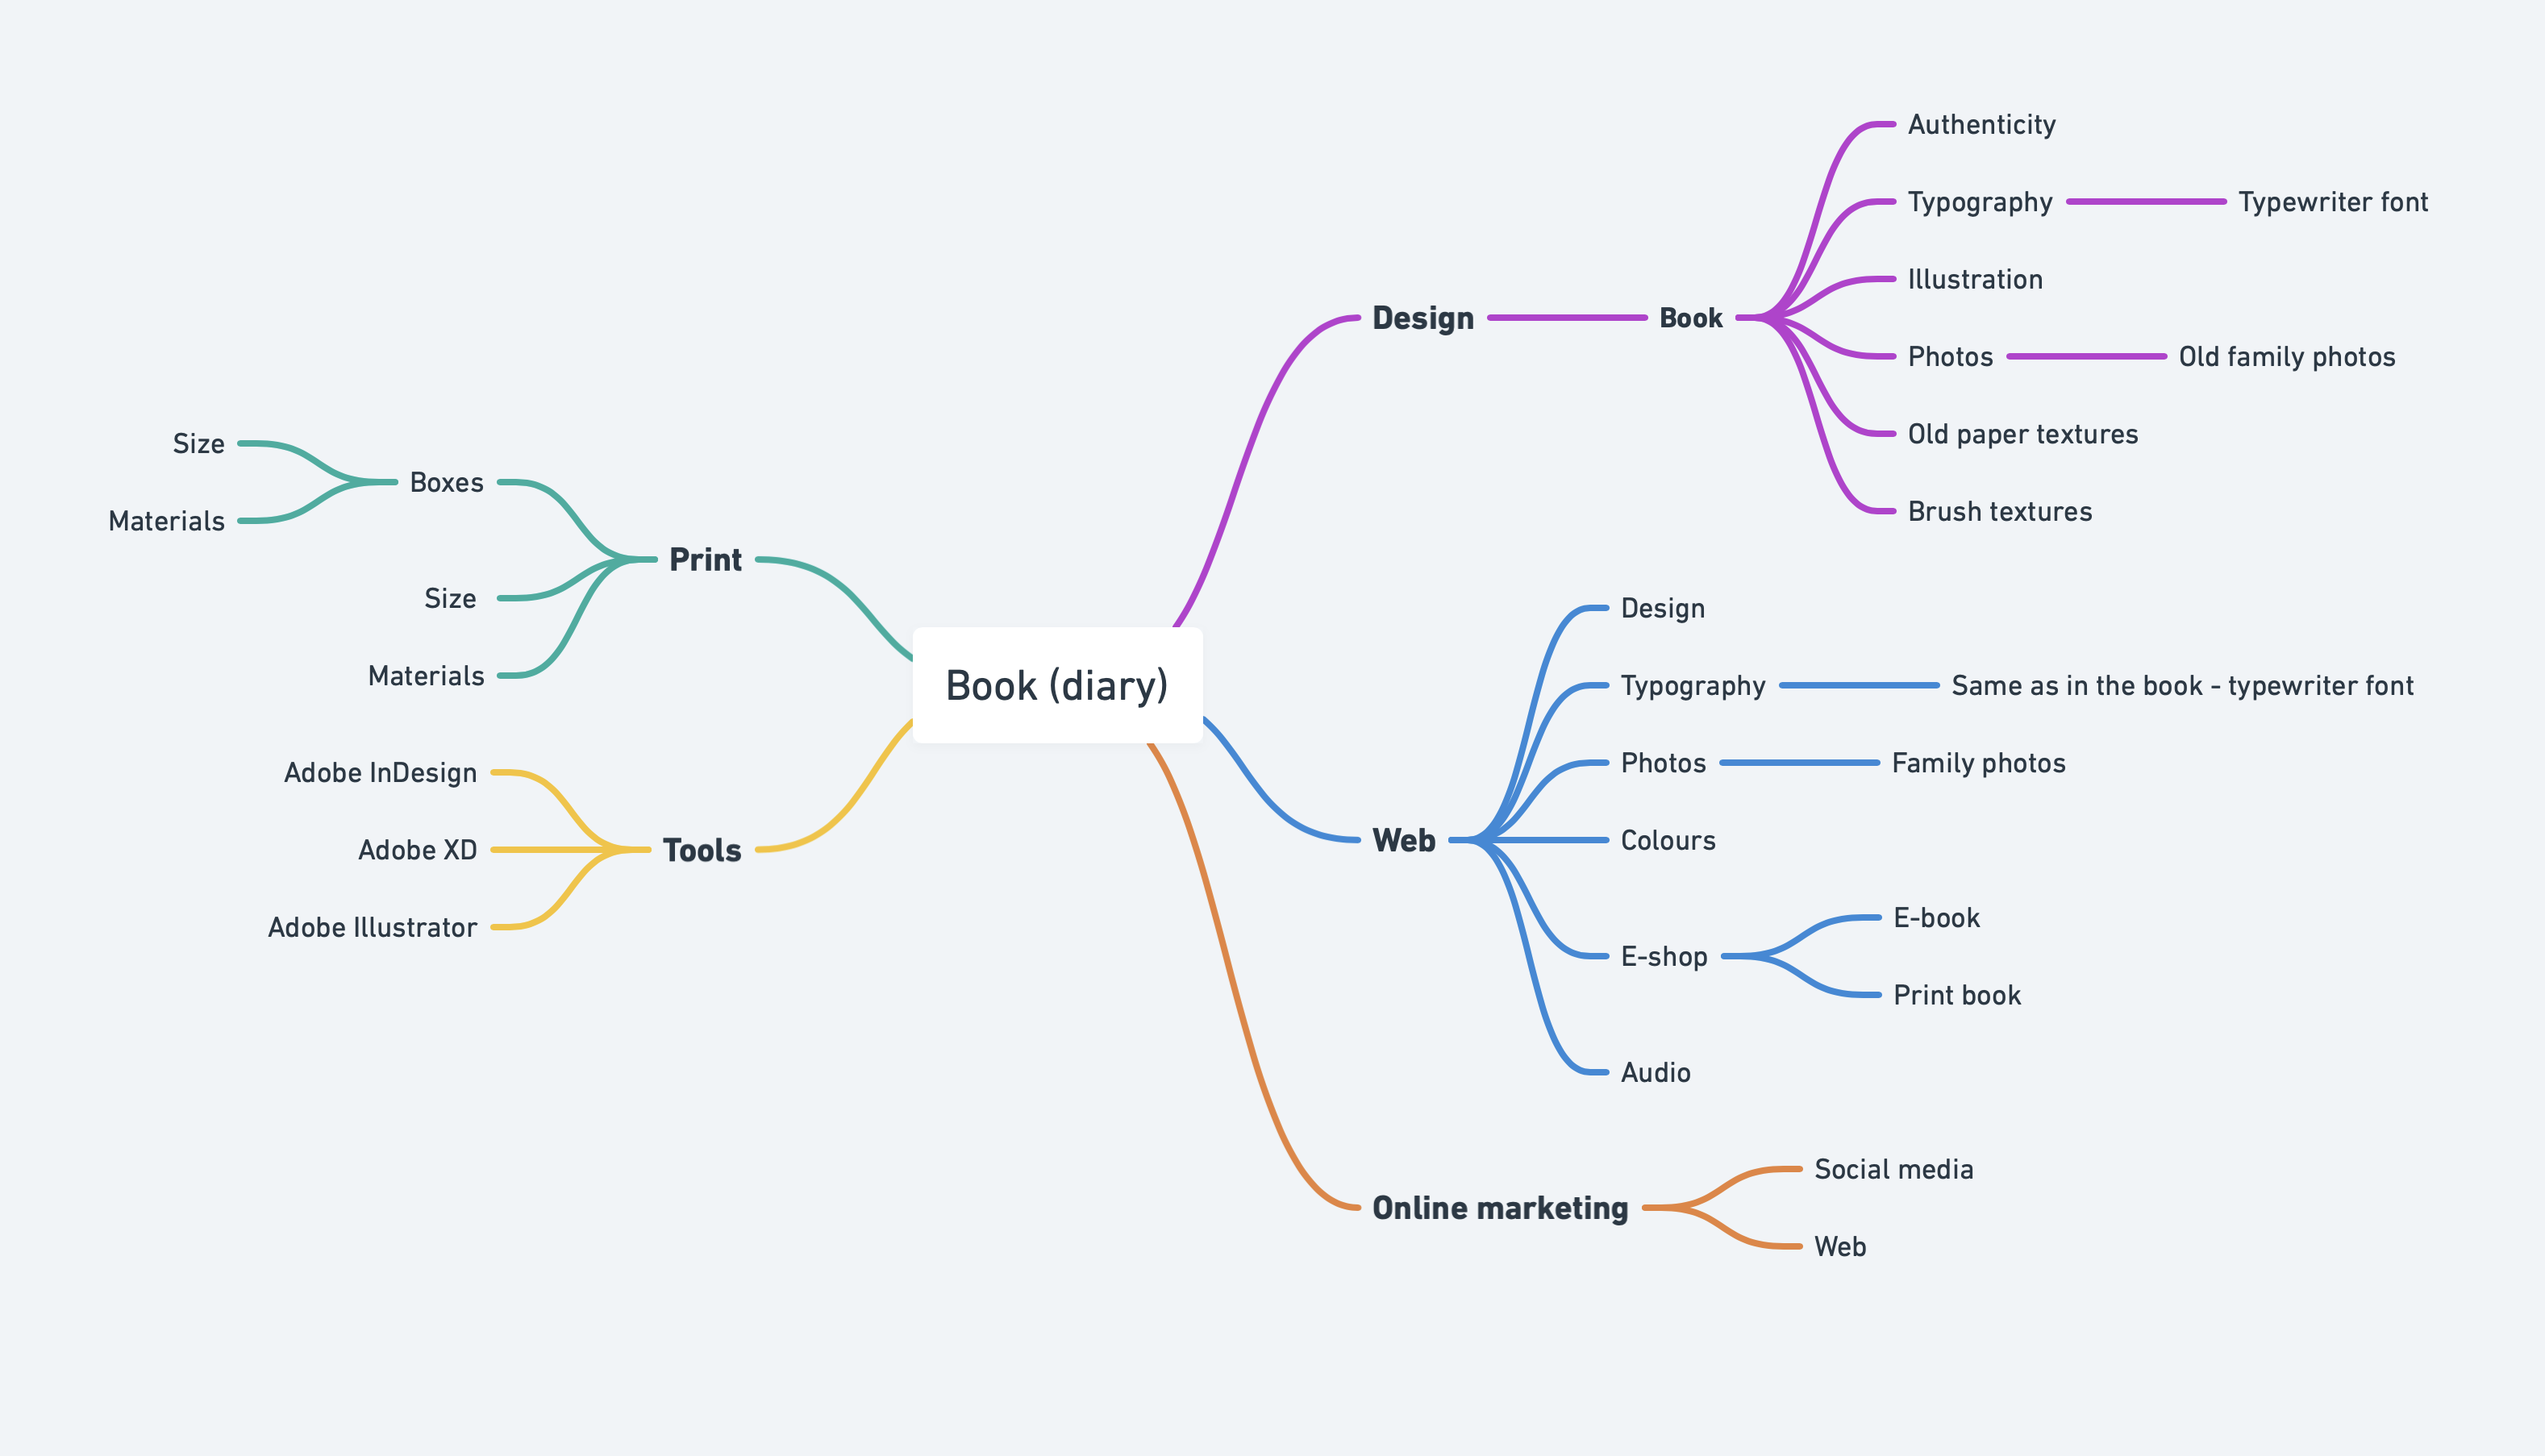 Book (diary)
Design
Book
Authenticity
Typography
Typewriter font
Illustration
Photos
Old family photos
Old paper textures
Brush textures
Web
Design
Typography
Same as in the book - typewriter font
Photos
Family photos
Colours
E-shop
E-book
Print book
Audio
Online marketing
Social media
Web
Print
Boxes
Size
Materials
Size
Materials
Tools
Adobe InDesign
Adobe XD
Adobe Illustrator